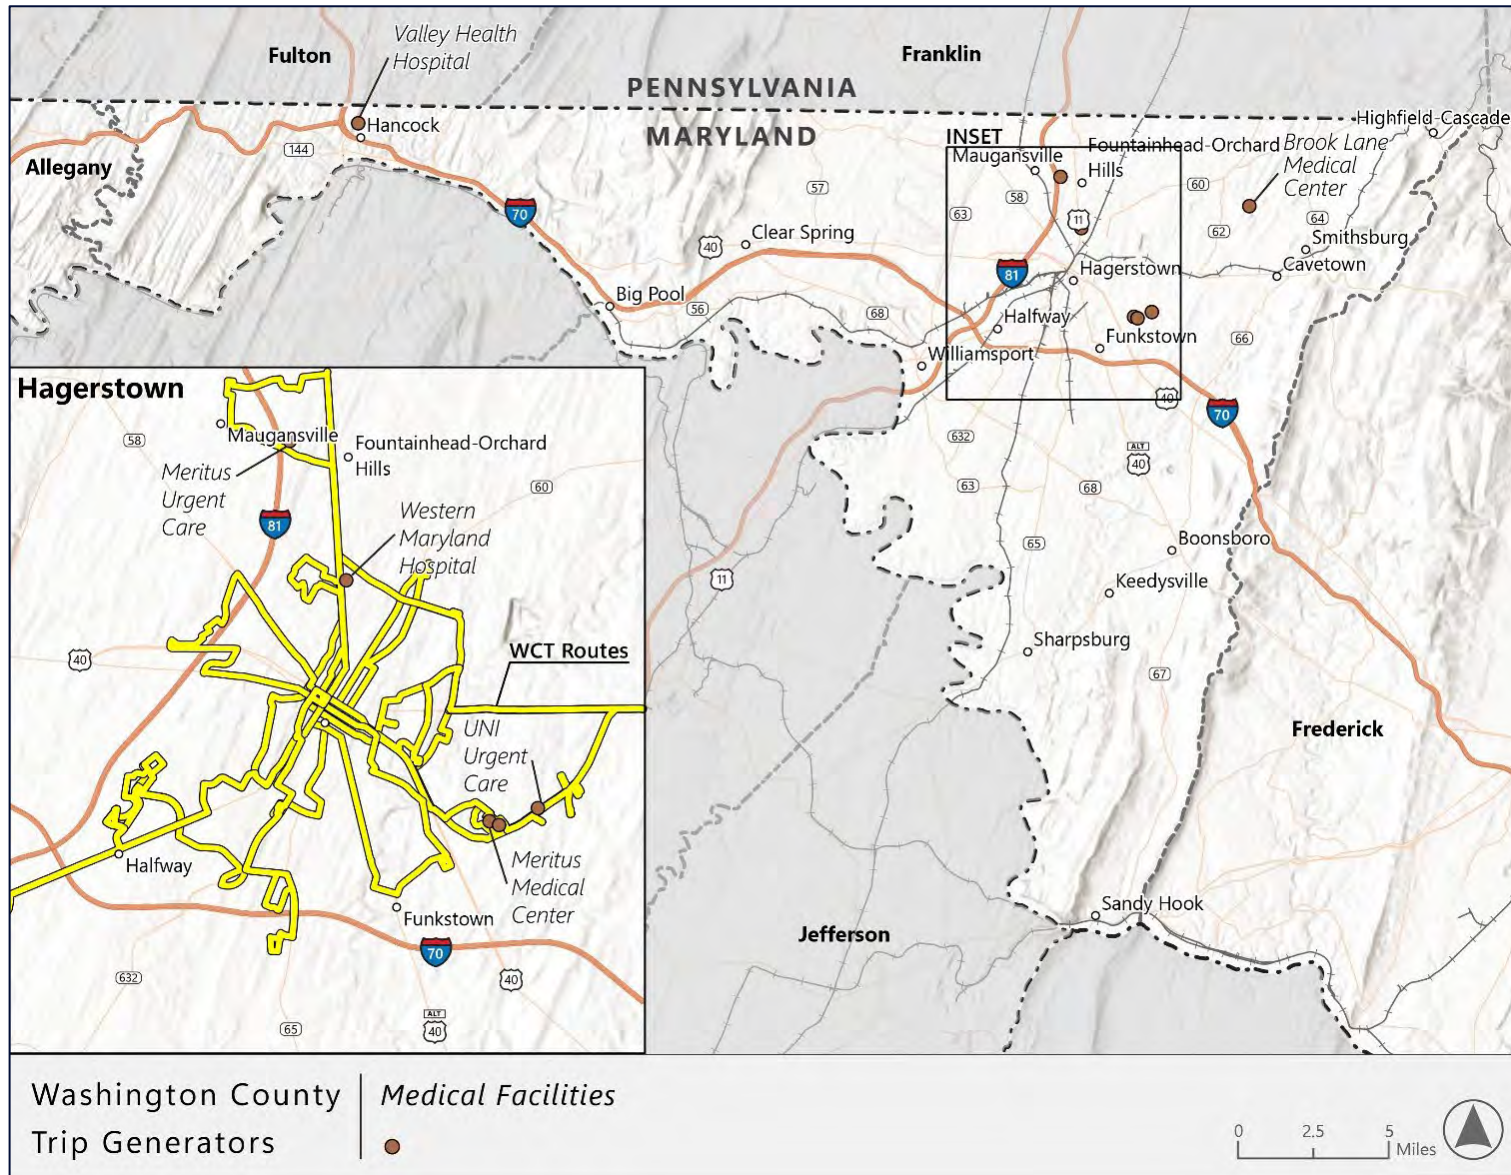 Fulton
Valley Health
Hospital
Franklin
PENNSYLVANIA
MARYLAND
Hancock
144
Allegany
70
57
40
Clear Spring
Big Pool
56
68
INSET
Maugansville
Fountainhead-Orchard
Hills
Highfield-Cascade
Brook Lane
Medical
Center
63
58
11
60
62
64
Smithsburg
Cavetown
81
Hagerstown
Halfway
Funkstown
66
Williamsport
40
70
632
ALT
40
63
68
65
Boonsboro
Keedysville
11
Sharpsburg
67
Frederick
Jefferson
Sandy Hook
Hagerstown
58
Maugansville
Fountainhead-Orchard
Hills
Meritus
Urgent
Care
60
81
Western
Maryland
Hospital
40
WCT Routes
UNI
Urgent
Care
Halfway
Meritus
Medical
Center
Funkstown
70
632
40
65
ALT
40
Washington County
Trip Generators
Medical Facilities
0
2.5
5
Miles